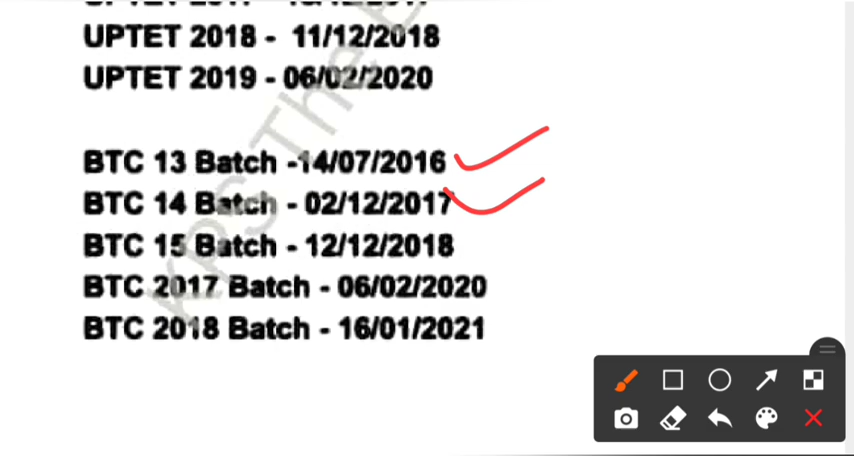 UPTET 2018 - 11/12/2018
UPTET 2019 - 06/02/2020
BTC 13 Batch -14/07/2016
BTC 14 Batch - 02/12/2017
BTC 15 Batch - 12/12/2018
BTC 2017 Batch - 06/02/2020
BTC 2018 Batch - 16/01/2021
KPS The